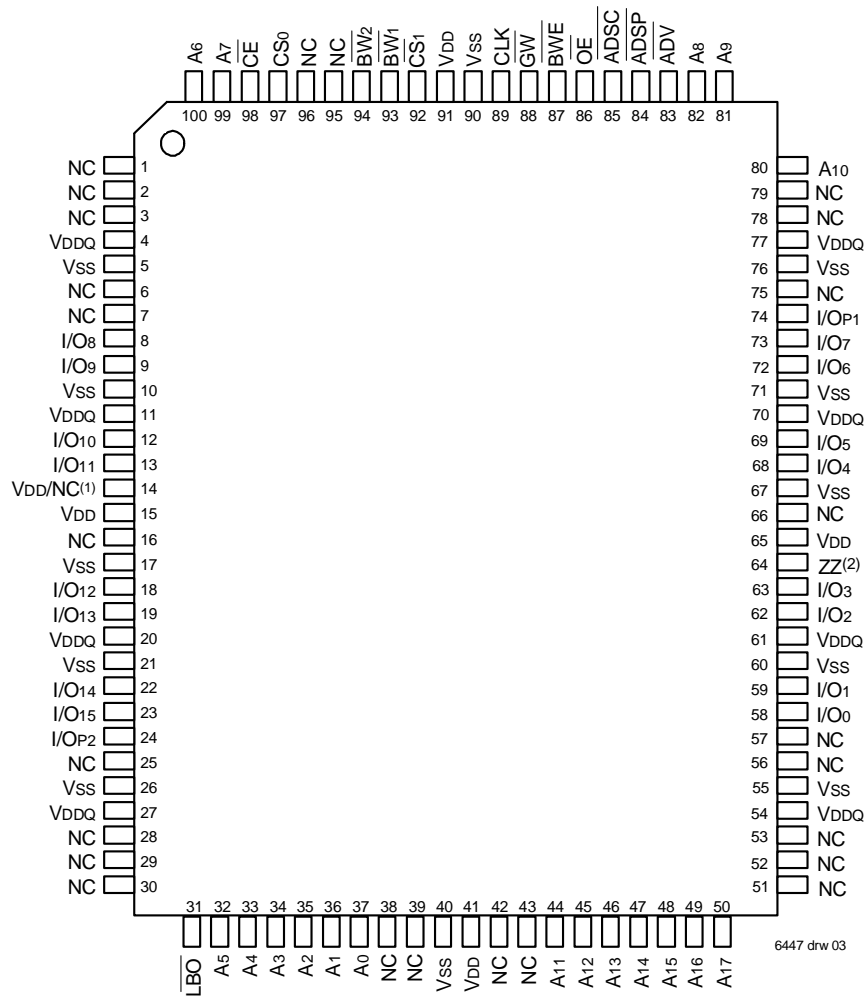 A6 A7 CE CS0 NC NC BW2 BW1 CS1 VDD VSS CLK GW BWE OE ADSC ADSP ADV A8 A9
100 99 98 97 96 95 94 93 92 91 90 89 88 87 86 85 84 83 82 81
NC 1
NC 2
NC 3
VDDQ 4
VSS 5
NC 6
NC 7
I/O8 8
I/O9 9
VSS 10
VDDQ 11
I/O10 12
I/O11 13
VDD/NC(1) 14
VDD 15
NC 16
VSS 17
I/O12 18
I/O13 19
VDDQ 20
VSS 21
I/O14 22
I/O15 23
I/OP2 24
NC 25
VSS 26
VDDQ 27
NC 28
NC 29
NC 30
80 A10
79 NC
78 NC
77 VDDQ
76 VSS
75 NC
74 I/OP1
73 I/O7
72 I/O6
71 VSS
70 VDDQ
69 I/O5
68 I/O4
67 VSS
66 NC
65 VDD
64 ZZ(2)
63 I/O3
62 I/O2
61 VDDQ
60 VSS
59 I/O1
58 I/O0
57 NC
56 NC
55 VSS
54 VDDQ
53 NC
52 NC
51 NC
31 32 33 34 35 36 37 38 39 40 41 42 43 44 45 46 47 48 49 50
LBO A5 A4 A3 A2 A1 A0 NC NC VSS VDD NC NC A11 A12 A13 A14 A15 A16 A17
6447 drw 03